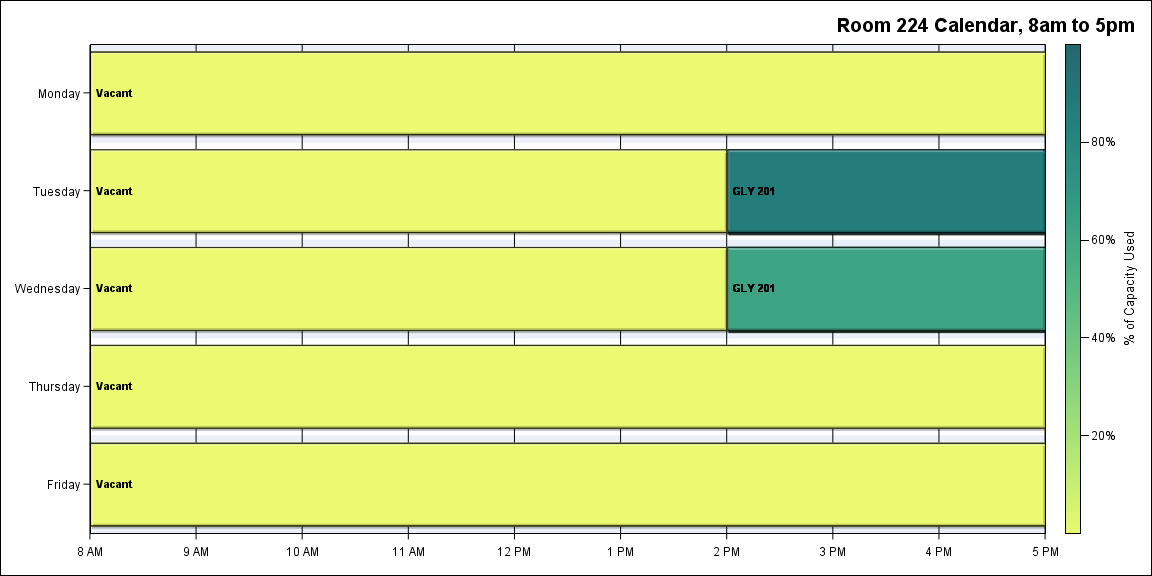 Room 224 Calendar, 8am to 5pm
Monday
Vacant
Tuesday
Vacant
GLY 201
Wednesday
Vacant
GLY 201
Thursday
Vacant
Friday
Vacant
8 AM
9 AM
10 AM
11 AM
12 PM
1 PM
2 PM
3 PM
4 PM
5 PM
80%
60%
40%
20%
% of Capacity Used